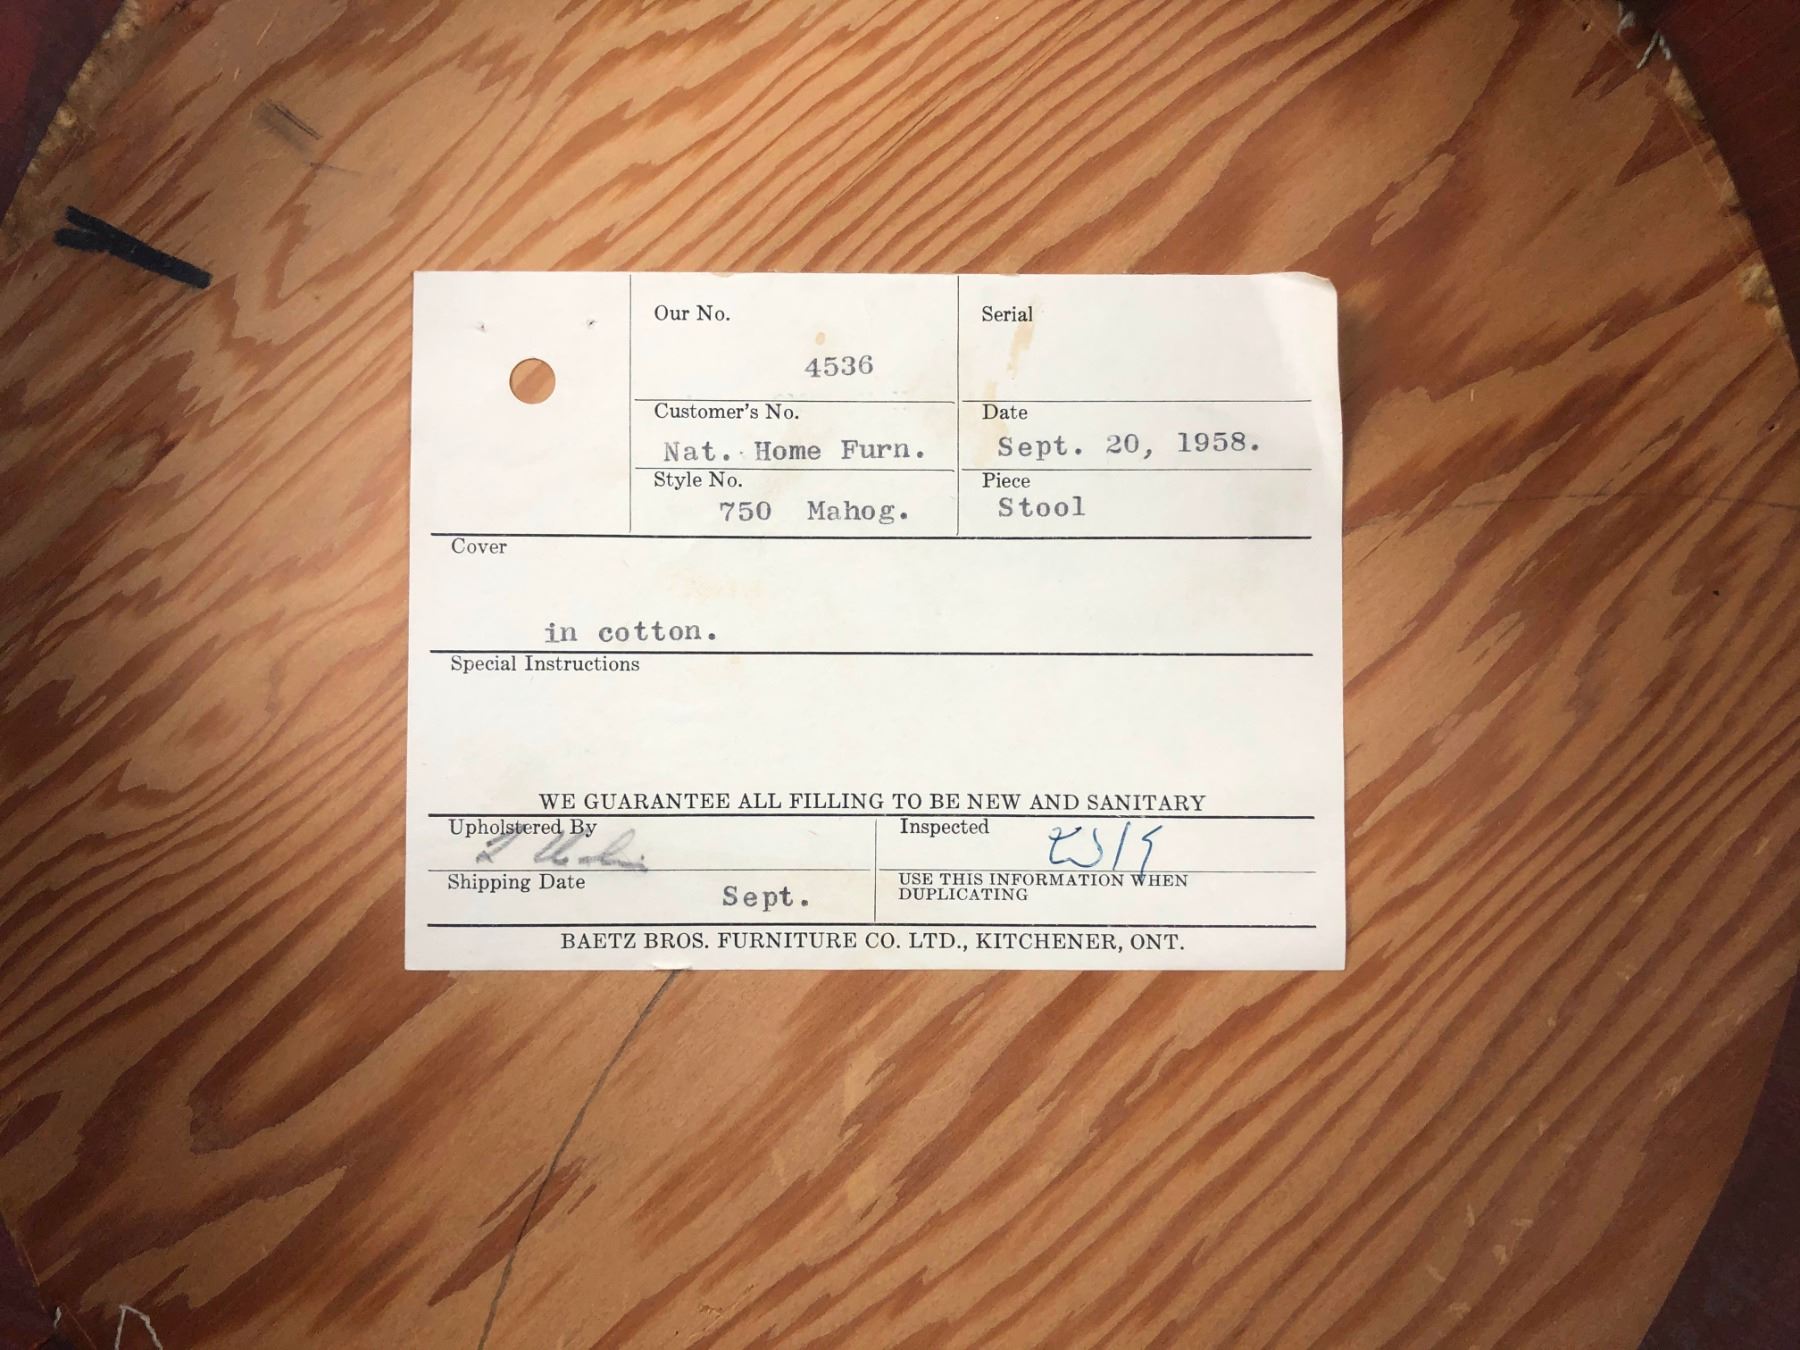 Our No.
4536
Serial
Customer's No.
Nat. Home Furn.
Date
Sept. 20, 1958.
Style No.
750 Mahog.
Piece
Stool
Cover
in cotton.
Special Instructions
WE GUARANTEE ALL FILLING TO BE NEW AND SANITARY
Upholstered By
Inspected
Shipping Date
Sept.
USE THIS INFORMATION WHEN
DUPLICATING
BAETZ BROS. FURNITURE CO. LTD., KITCHENER, ONT.